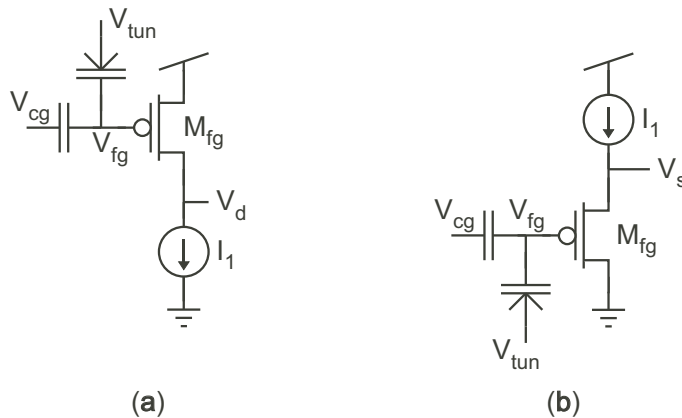 V_tun
V_cg
V_fg
M_fg
V_d
I_1
(a)
I_1
V_s
V_cg
V_fg
M_fg
V_tun
(b)